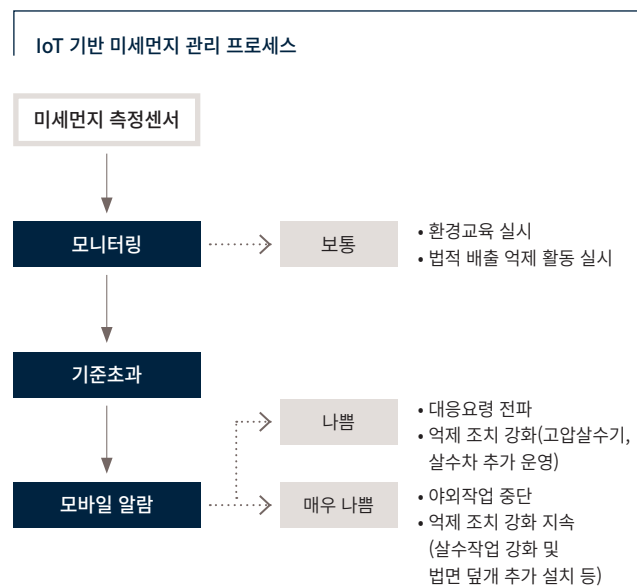 IoT 기반 미세먼지 관리 프로세스
미세먼지 측정센서
모니터링
보통
• 환경교육 실시
• 법적 배출 억제 활동 실시
기준초과
나쁨
• 대응요령 전파
• 억제 조치 강화(고압살수기,
살수차 추가 운영)
모바일 알람
매우 나쁨
• 야외작업 중단
• 억제 조치 강화 지속
(살수작업 강화 및
법면 덮개 추가 설치 등)